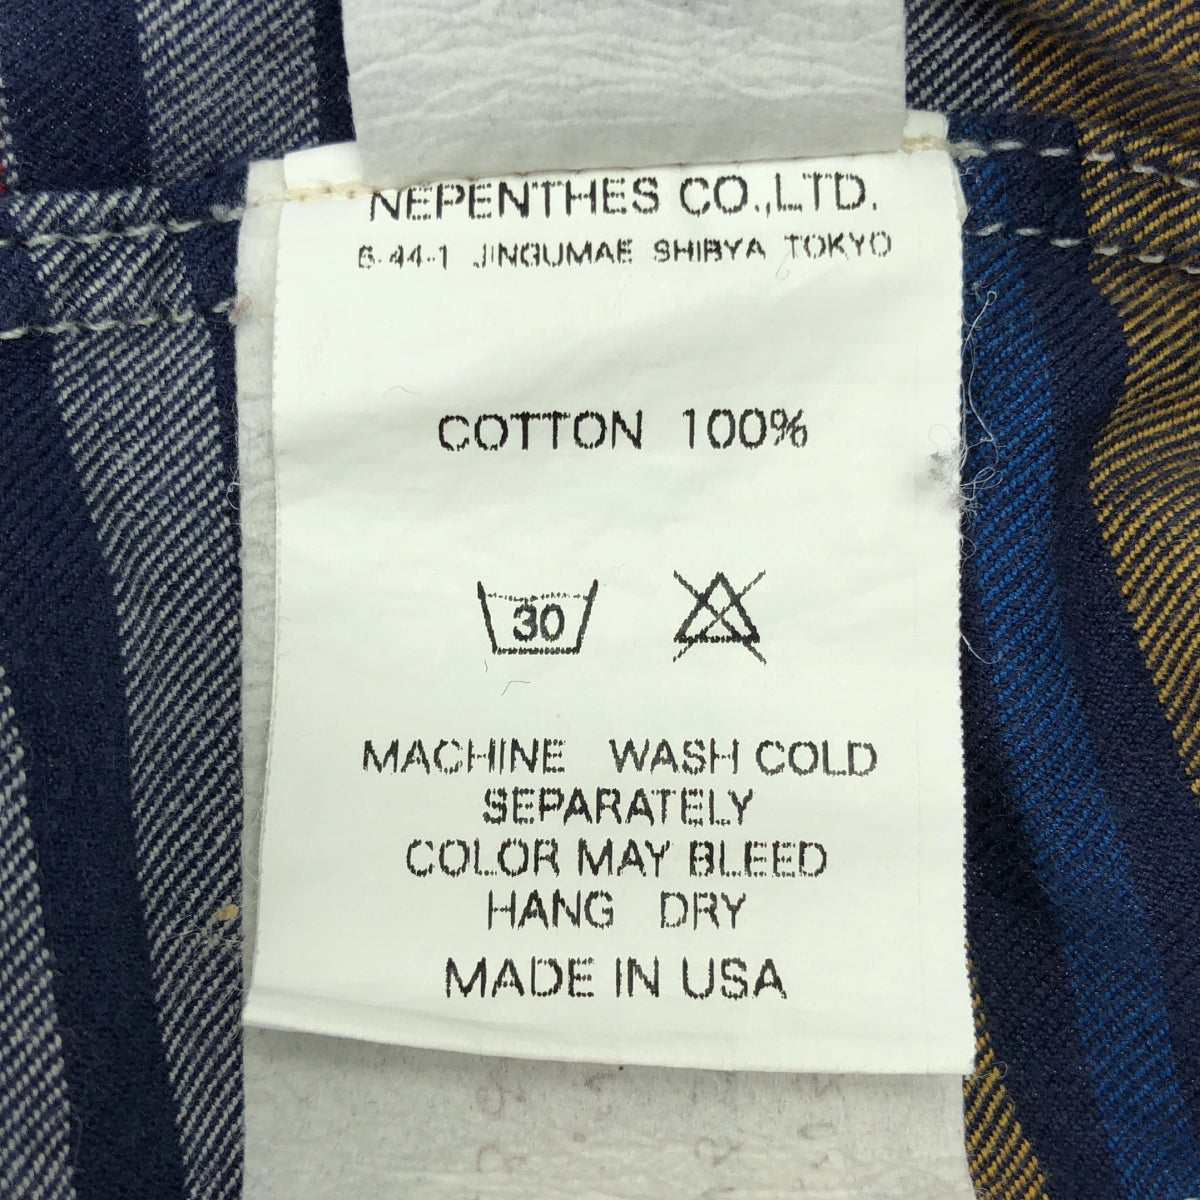 NEPENTHES CO.,LTD.
6-44-1 JINGUMAE SHIBYA TOKYO
COTTON 100%
30
MACHINE WASH COLD
SEPARATELY
COLOR MAY BLEED
HANG DRY
MADE IN USA